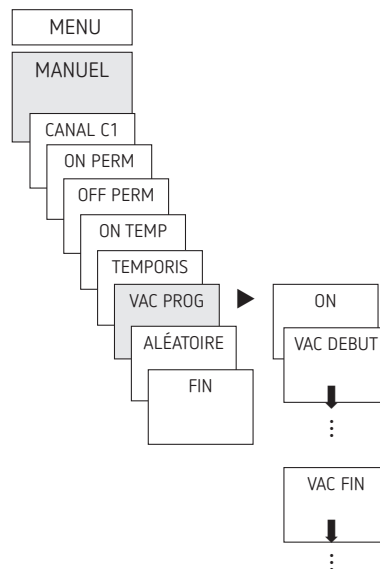 MENU
MANUEL
CANAL C1
ON PERM
OFF PERM
ON TEMP
TEMPORIS
VAC PROG
ALÉATOIRE
FIN
ON
VAC DEBUT
VAC FIN